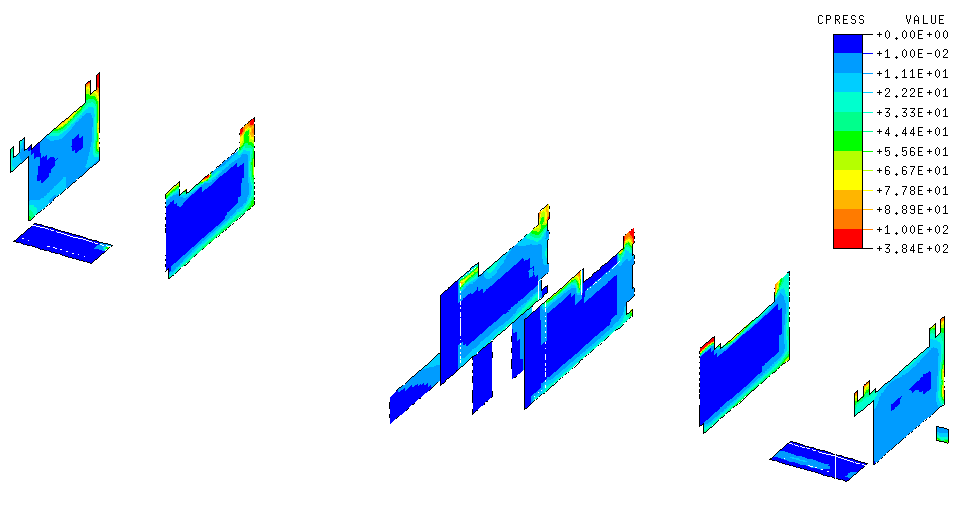 CPRESS VALUE
+0.00E+00
+1.00E-02
+1.11E+01
+2.22E+01
+3.33E+01
+4.44E+01
+5.56E+01
+6.67E+01
+7.78E+01
+8.89E+01
+1.00E+02
+3.84E+02